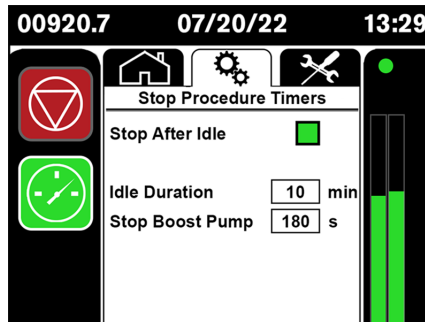 00920.7 07/20/22 13:29
Stop Procedure Timers
Stop After Idle
Idle Duration 10 min
Stop Boost Pump 180 s